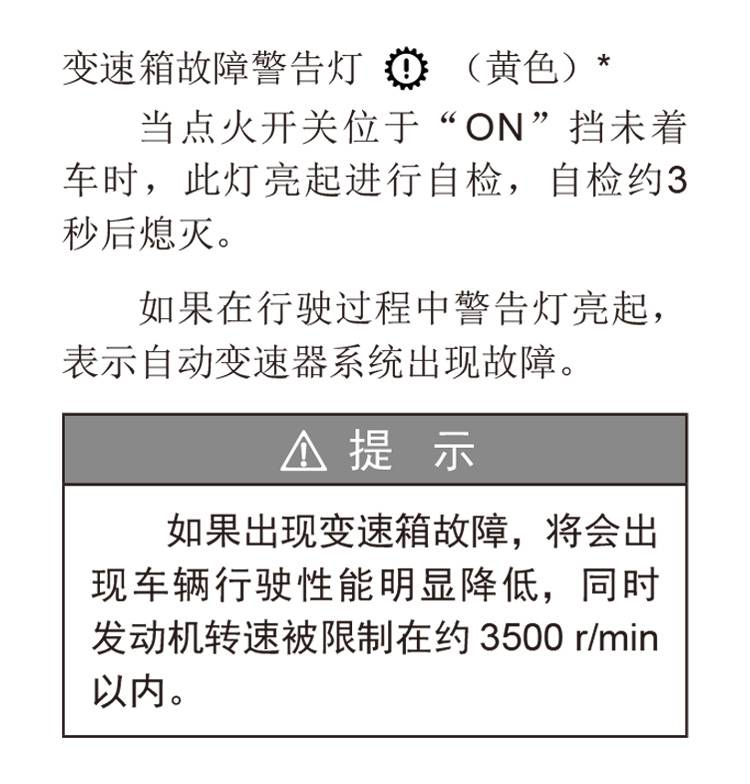 变速箱故障警告灯 （黄色）*
当点火开关位于“ON”挡未着
车时，此灯亮起进行自检，自检约3
秒后熄灭。
如果在行驶过程中警告灯亮起，
表示自动变速器系统出现故障。
提 示
如果出现变速箱故障，将会出
现车辆行驶性能明显降低，同时
发动机转速被限制在约 3500 r/min
以内。